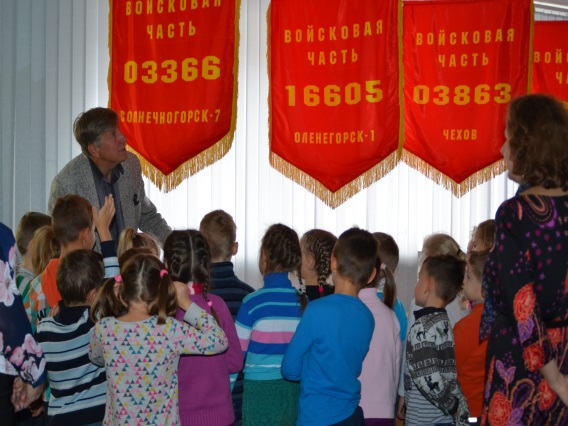 ВОЙСКОВАЯ
ЧАСТЬ
03366
СОЛНЕЧНОГОРСК-7
ВОЙСКОВАЯ
ЧАСТЬ
16605
ОЛЕНЕГОРСК-1
ВОЙСКОВАЯ
ЧАСТЬ
03863
ЧЕХОВ